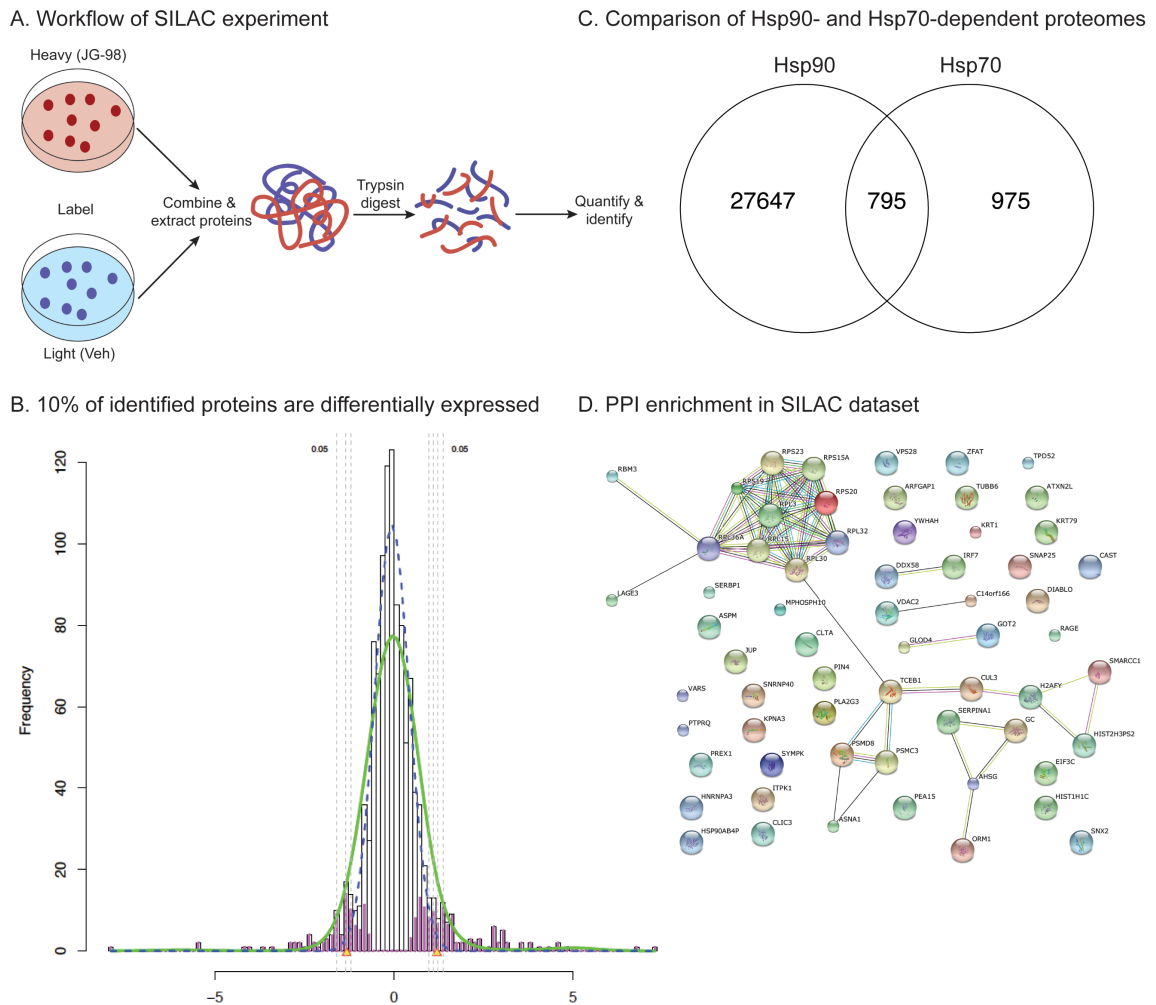 A. Workflow of SILAC experiment
Heavy (JG-98)
Label
Light (Veh)
Combine &
extract proteins
Trypsin
digest
Quantify &
identify
C. Comparison of Hsp90- and Hsp70-dependent proteomes
Hsp90
Hsp70
27647
795
975
B. 10% of identified proteins are differentially expressed
0.05
0.05
Frequency
120
100
80
60
40
20
0
−5
0
5
D. PPI enrichment in SILAC dataset
RBM3
RPS23
RPS15A
RPS19
RPS20
RPL3
RPL36A
RPL15
RPL32
RPL30
LAGE3
SERBP1
MPHOSPH10
ASPM
CLTA
JUP
PIN4
VARS
SNRNP40
PLA2G3
PTPRQ
KPNA3
PREX1
SYMPK
HNRNPA3
ITPK1
HSP90AB4P
CLIC3
VPS28
ZFAT
TPD52
ARFGAP1
TUBB6
ATXN2L
YWHAH
KRT1
KRT79
DDX58
IRF7
SNAP25
CAST
VDAC2
C14orf166
DIABLO
GLOD4
GOT2
RAGE
TCEB1
CUL3
H2AFY
SMARCC1
SERPINA1
GC
HIST2H3PS2
PSMD8
PSMC3
AHSG
EIF3C
PEA15
HIST1H1C
ASNA1
ORM1
SNX2